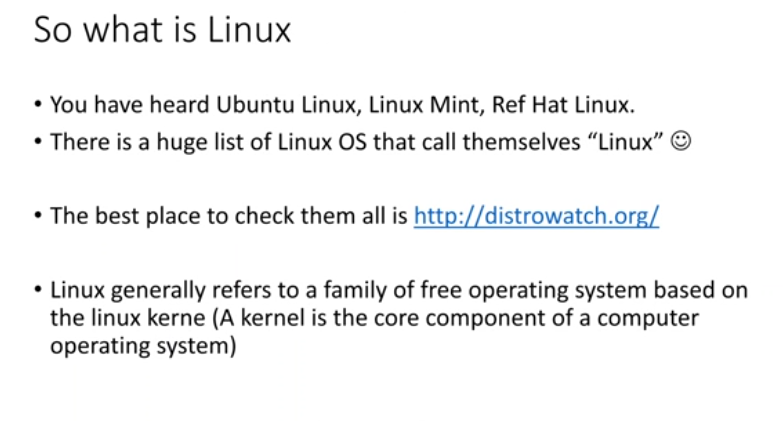 So what is Linux
• You have heard Ubuntu Linux, Linux Mint, Ref Hat Linux.
• There is a huge list of Linux OS that call themselves “Linux” ☺
• The best place to check them all is http://distrowatch.org/
• Linux generally refers to a family of free operating system based on
the linux kerne (A kernel is the core component of a computer
operating system)